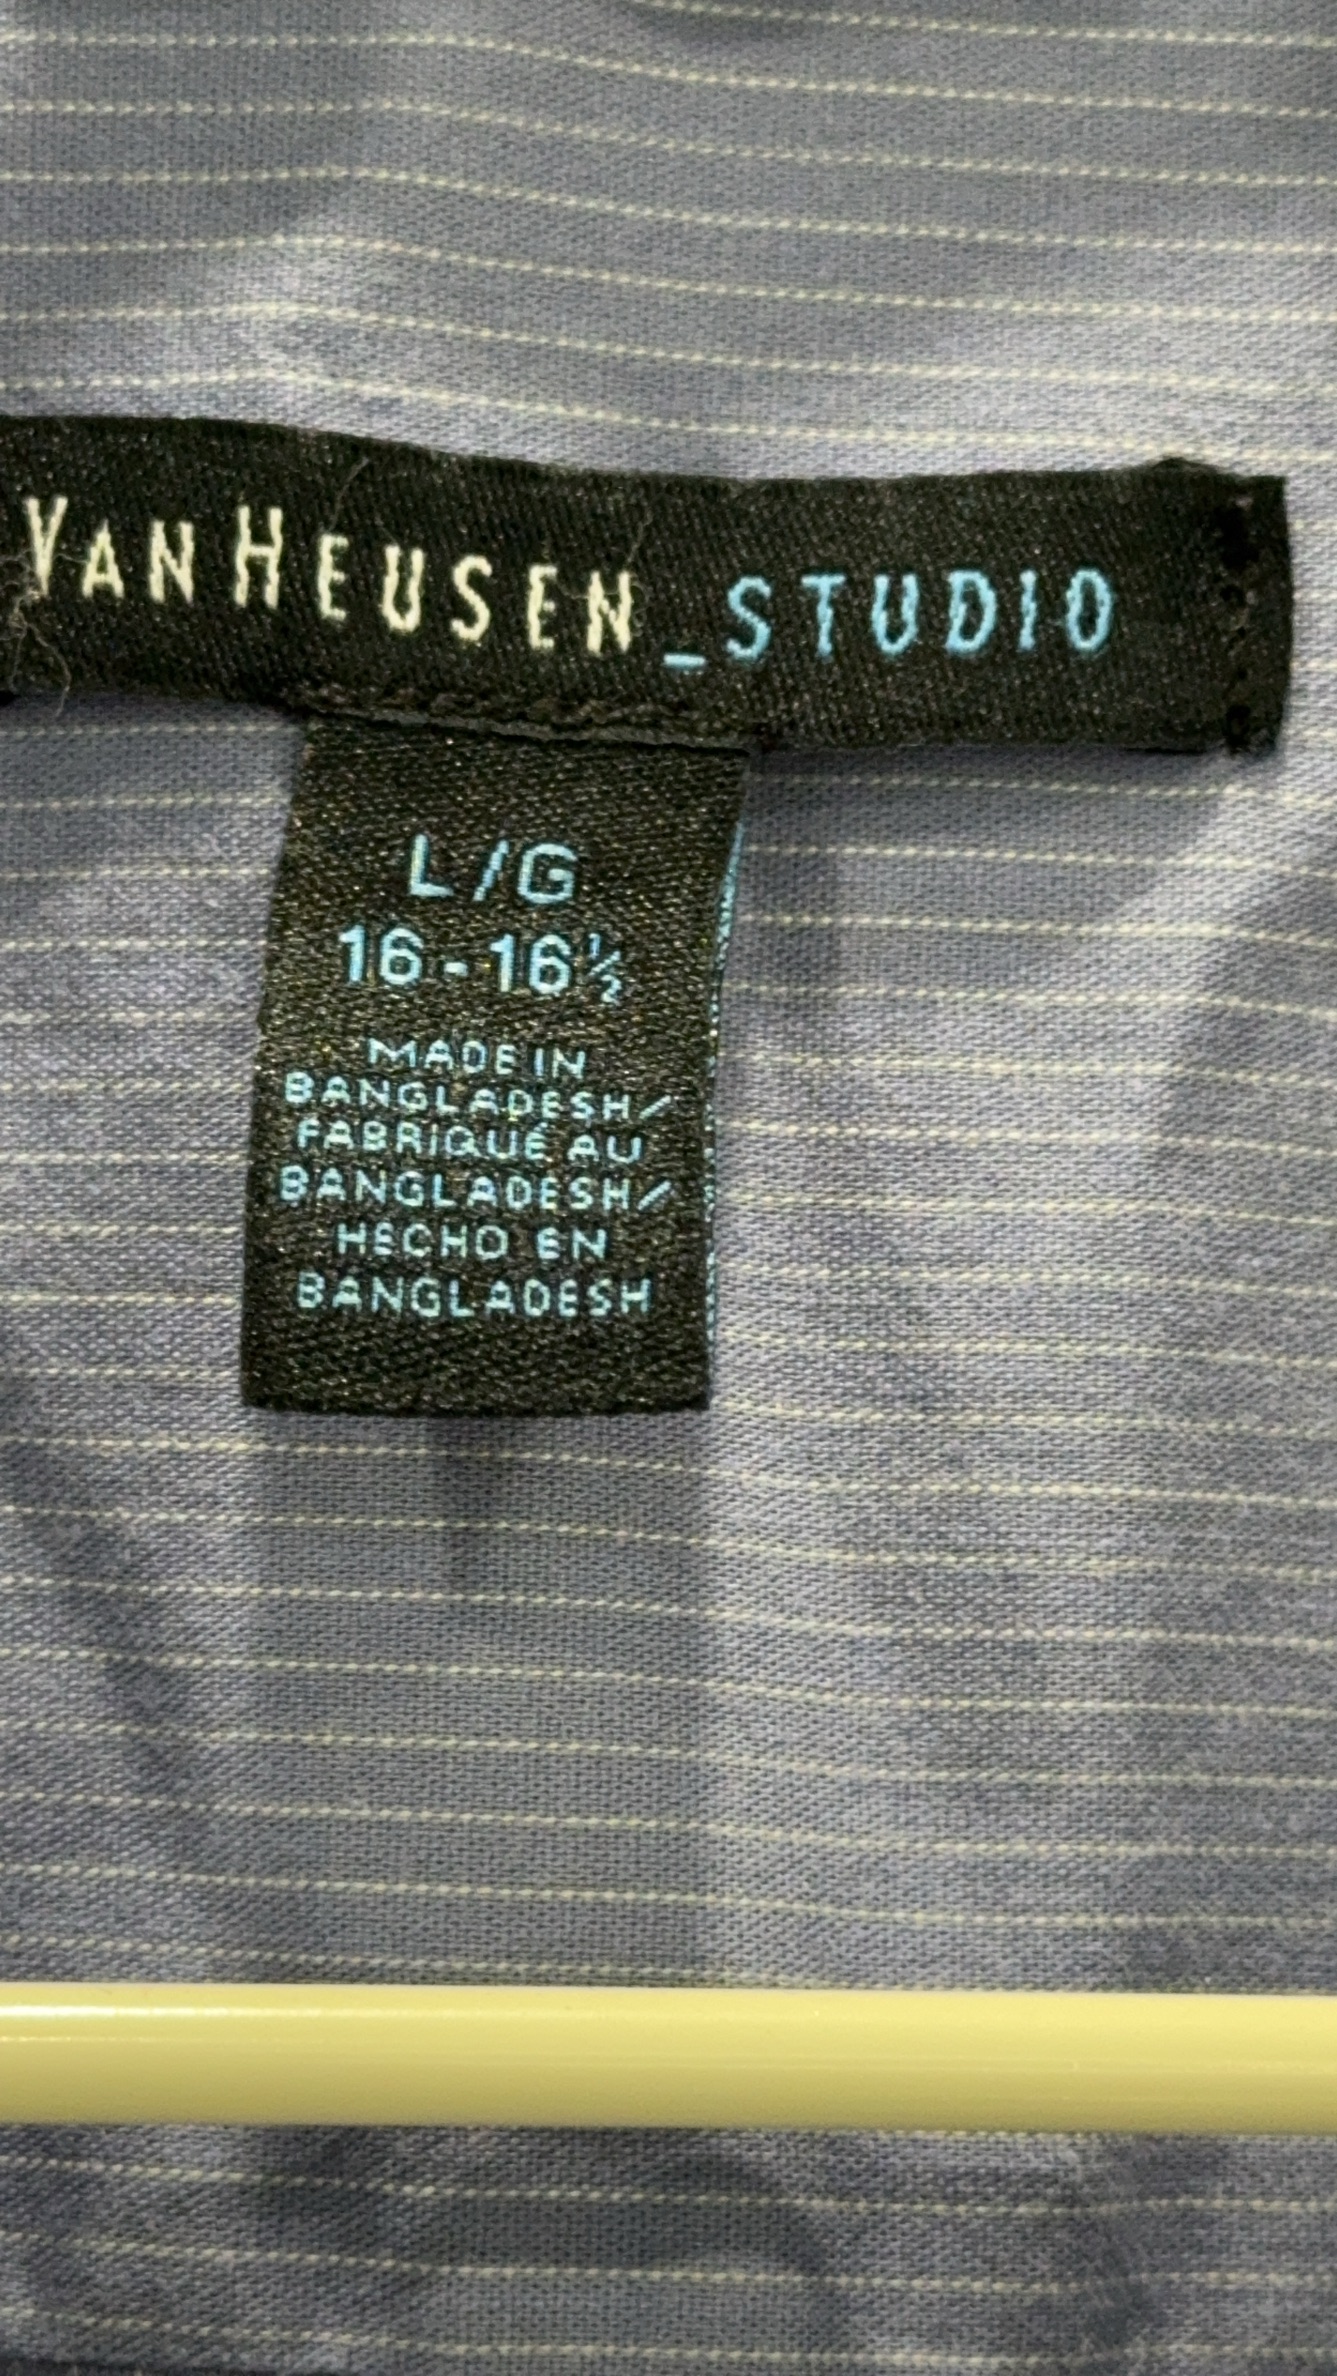 VANHEUSEN_STUDIO
L/G
16-16½
MADE IN
BANGLADESH/
FABRIQUÉ AU
BANGLADESH/
HECHO EN
BANGLADESH